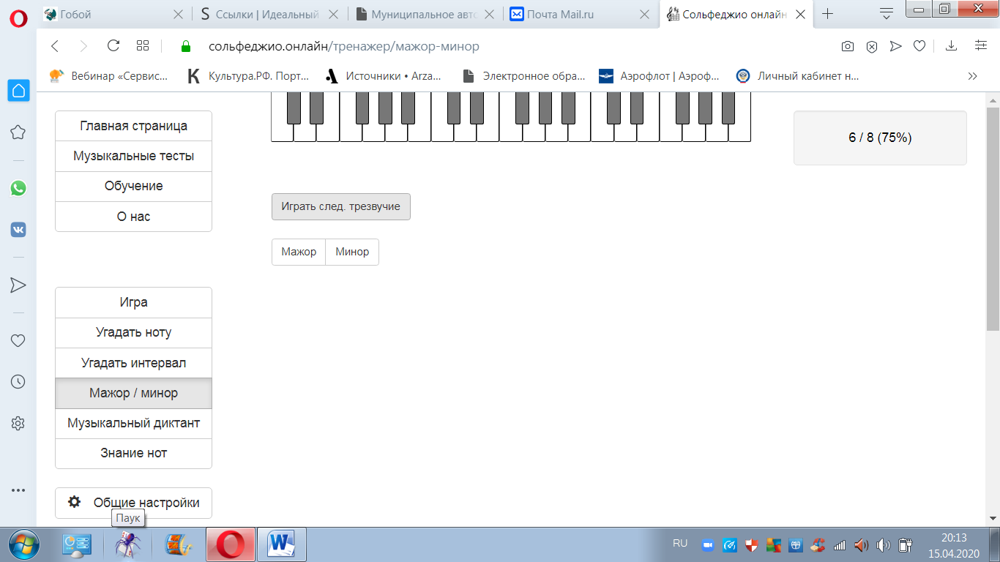 Гобой
Ссылки | Идеальный
Муниципальное авто
Почта Mail.ru
Сольфеджио онлайн
сольфеджио.онлайн/тренажер/мажор-минор
Вебинар «Сервис...
Культура.РФ. Порт...
Источники • Arza...
Электронное обра...
Аэрофлот | Аэроф...
Личный кабинет н...
Главная страница
Музыкальные тесты
Обучение
О нас
6 / 8 (75%)
Играть след. трезвучие
Мажор
Минор
Игра
Угадать ноту
Угадать интервал
Мажор / минор
Музыкальный диктант
Знание нот
Общие настройки
Паук
RU
20:13
15.04.2020